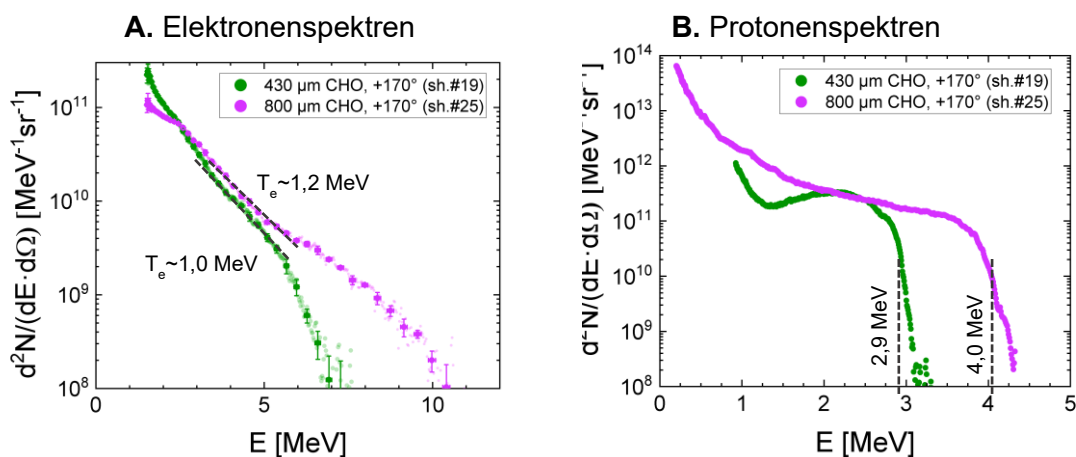 A. Elektronenspektren
430 µm CHO, +170° (sh.#19)
800 µm CHO, +170° (sh.#25)
d²N/(dE·dΩ) [MeV⁻¹sr⁻¹]
10¹¹
10¹⁰
10⁹
10⁸
Tₑ~1,2 MeV
Tₑ~1,0 MeV
0
5
10
E [MeV]
B. Protonenspektren
430 µm CHO, +170° (sh.#19)
800 µm CHO, +170° (sh.#25)
d²N/(dE·dΩ) [MeV⁻¹sr⁻¹]
10¹⁴
10¹³
10¹²
10¹¹
10¹⁰
10⁹
10⁸
2,9 MeV
4,0 MeV
0
1
2
3
4
5
E [MeV]